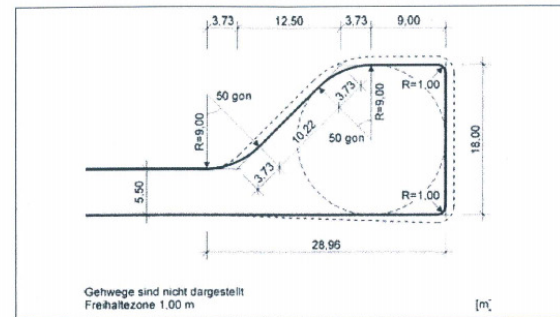 3,73 12,50 3,73 9,00
50 gon
R=9,00
3,73
10,22
3,73
50 gon
R=9,00
R=1,00
18,00
5,50
R=1,00
28,96
Gehwege sind nicht dargestellt
Freihaltezone 1,00 m
[m]